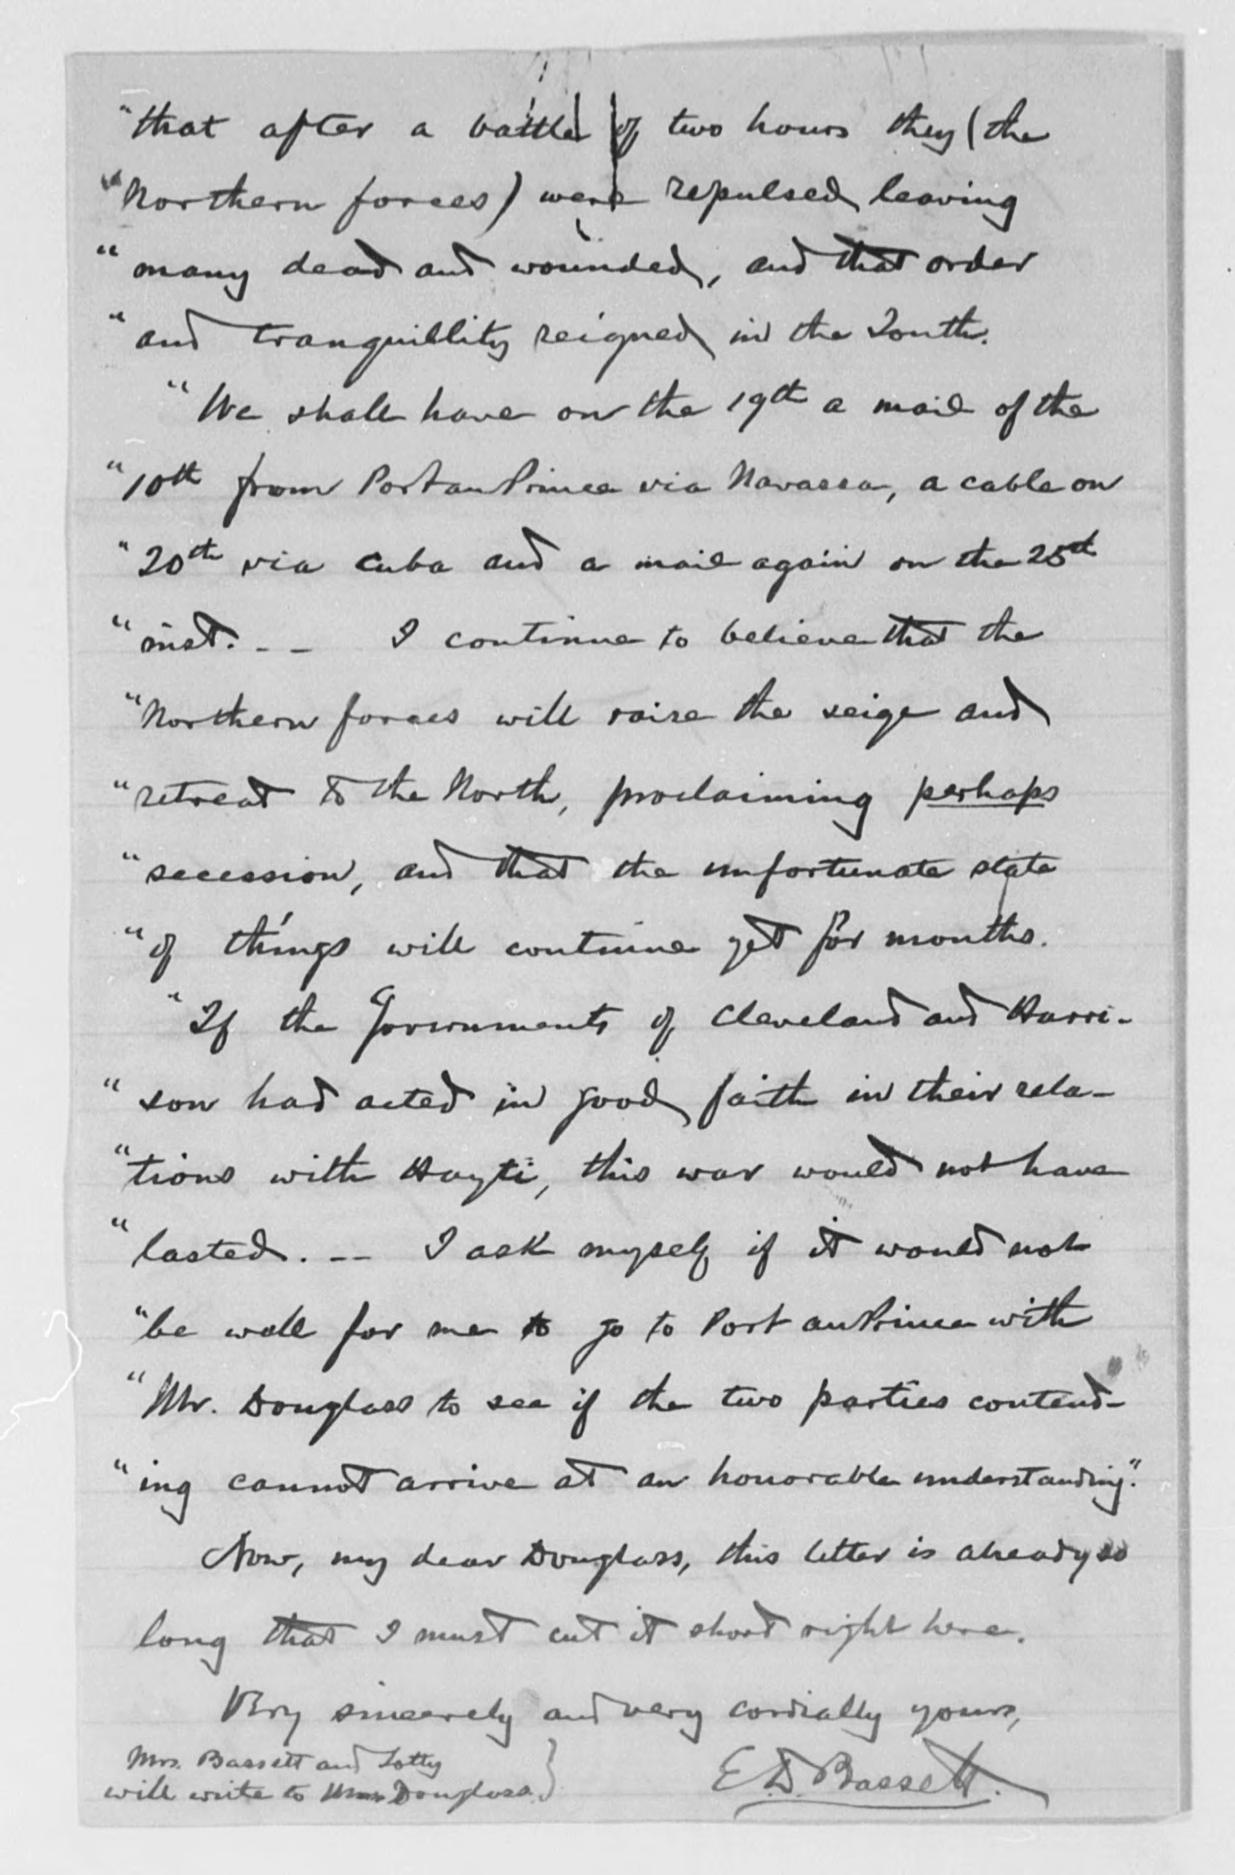 "that after a battle of two hours they (the
"Northern forces) were repulsed, leaving
"many dead and wounded, and that order
"and tranquillity reigned in the South.
"We shall have on the 19th a mail of the
"10th from Port au Prince via Navassa, a cable on
"20th via Cuba and a mail again on the 25th
"inst. -- I continue to believe that the
"Northern forces will raise the seige and
"retreat to the North, proclaiming perhaps
"secession, and that the unfortunate state
"of things will continue yet for months.
"If the Governments of Cleveland and Harri-
"son had acted in good faith in their rela-
"tions with Hayti, this war would not have
"lasted. -- I ask myself if it would not
"be well for me to go to Port au Prince with
"Mr. Douglass to see if the two parties contend-
"ing cannot arrive at an honorable understanding."
Now, my dear Douglass, this letter is already so
long that I must cut it short right here.
Very sincerely and very cordially yours,
E. D. Bassett.
Mrs. Bassett and Lotty
will write to Mrs. Douglass.}